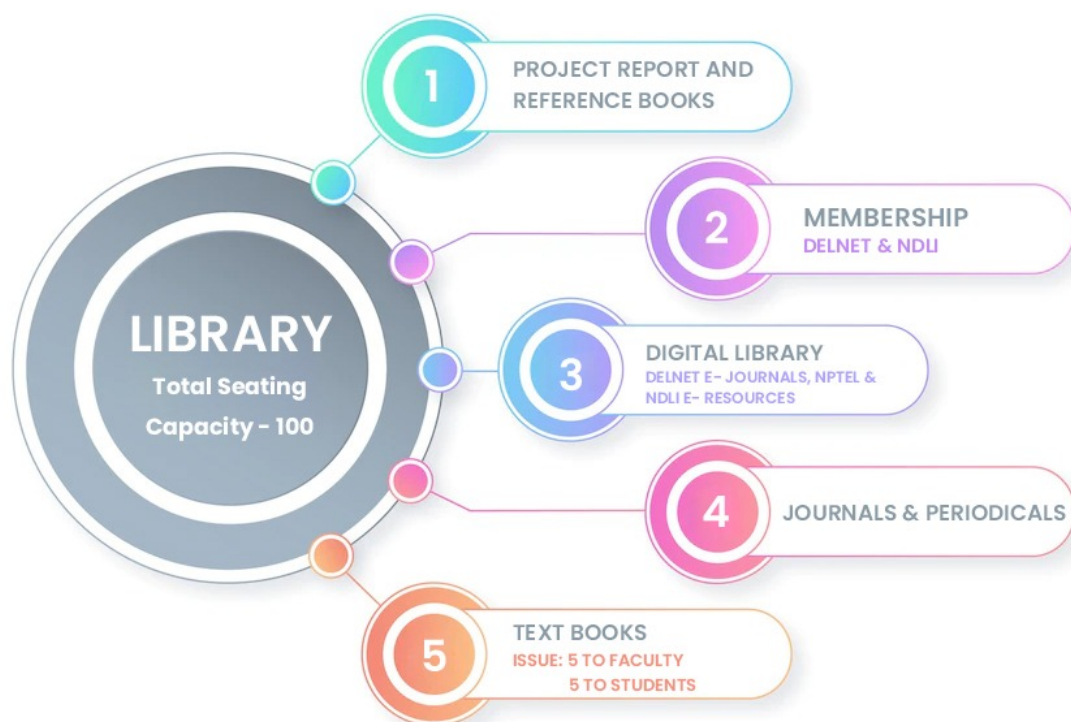 1
PROJECT REPORT AND
REFERENCE BOOKS
2
MEMBERSHIP
DELNET & NDLI
LIBRARY
Total Seating
Capacity - 100
3
DIGITAL LIBRARY
DELNET E- JOURNALS, NPTEL &
NDLI E- RESOURCES
4
JOURNALS & PERIODICALS
5
TEXT BOOKS
ISSUE: 5 TO FACULTY
5 TO STUDENTS